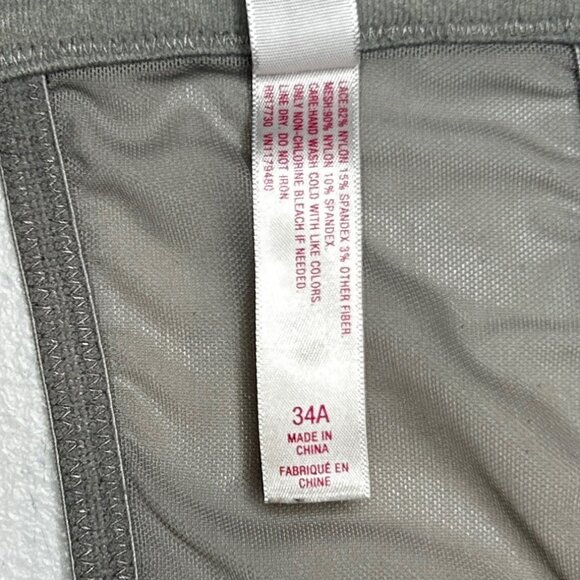 LACE:82% NYLON 15% SPANDEX 3% OTHER FIBER
MESH:90% NYLON 10% SPANDEX.
CARE:HAND WASH COLD WITH LIKE COLORS.
ONLY NON-CHLORINE BLEACH IF NEEDED.
LINE DRY. DO NOT IRON.
RN17730 VN1179480
34A
MADE IN
CHINA
FABRIQUÉ EN
CHINE